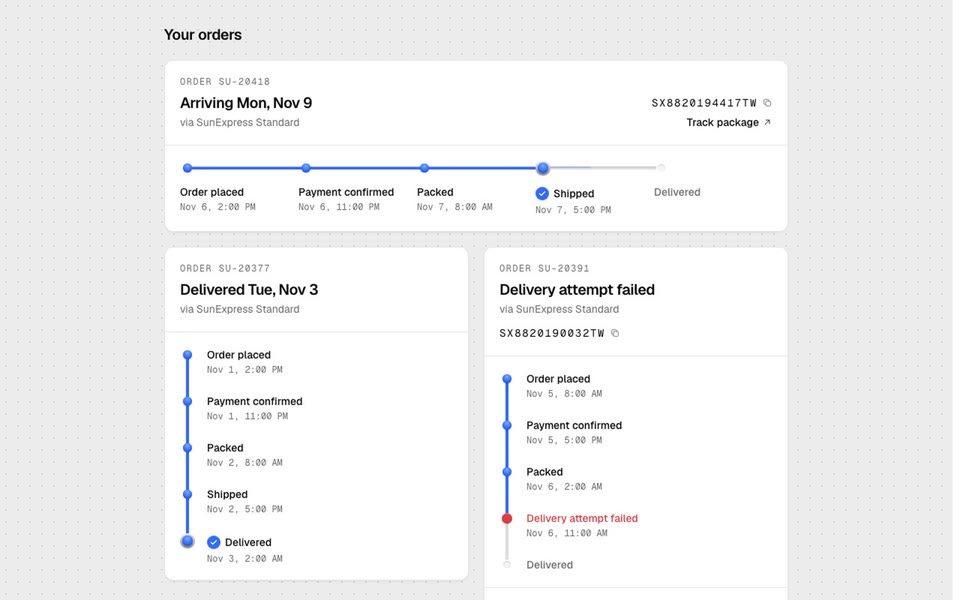 Your orders
ORDER SU-20418
Arriving Mon, Nov 9
via SunExpress Standard
SX8820194417TW
Track package ↗
Order placed
Nov 6, 2:00 PM
Payment confirmed
Nov 6, 11:00 PM
Packed
Nov 7, 8:00 AM
Shipped
Nov 7, 5:00 PM
Delivered
ORDER SU-20377
Delivered Tue, Nov 3
via SunExpress Standard
Order placed
Nov 1, 2:00 PM
Payment confirmed
Nov 1, 11:00 PM
Packed
Nov 2, 8:00 AM
Shipped
Nov 2, 5:00 PM
Delivered
Nov 3, 2:00 AM
ORDER SU-20391
Delivery attempt failed
via SunExpress Standard
SX8820190032TW
Order placed
Nov 5, 8:00 AM
Payment confirmed
Nov 5, 5:00 PM
Packed
Nov 6, 2:00 AM
Delivery attempt failed
Nov 6, 11:00 AM
Delivered